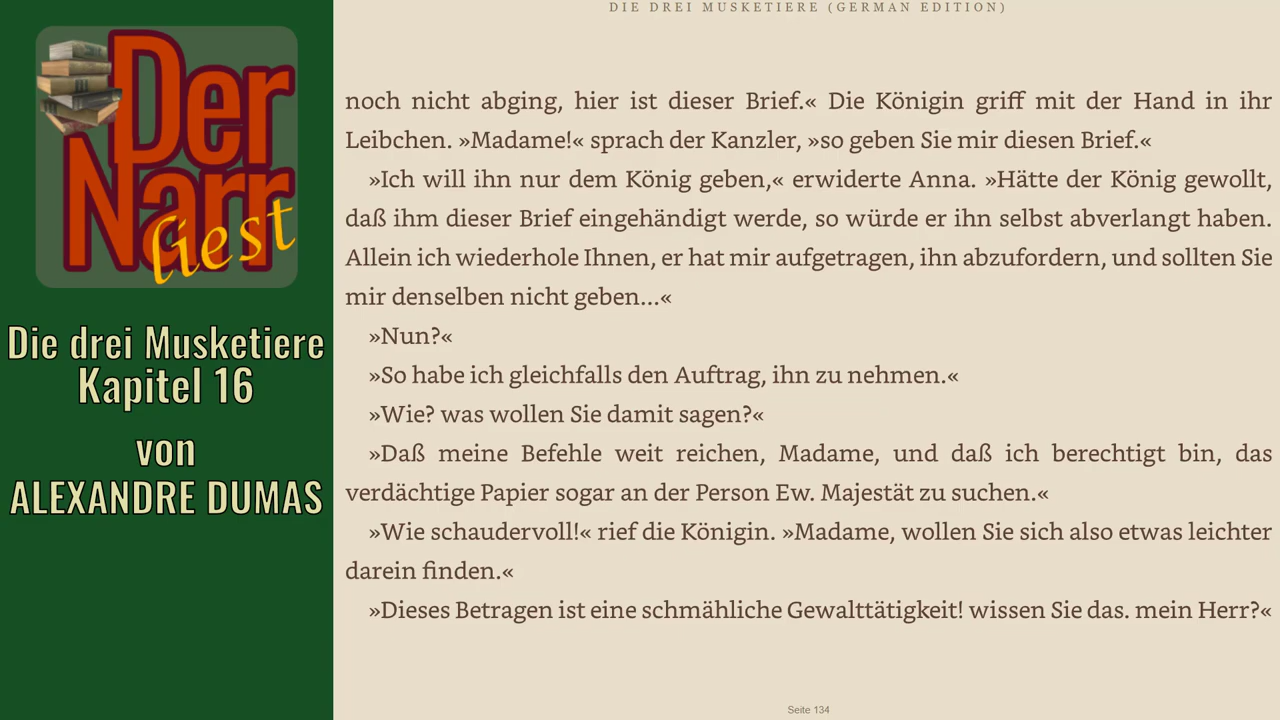 Der
Narr
liest
Die drei Musketiere
Kapitel 16
von
ALEXANDRE DUMAS
DIE DREI MUSKETIERE (GERMAN EDITION)
noch nicht abging, hier ist dieser Brief.« Die Königin griff mit der Hand in ihr
Leibchen. »Madame!« sprach der Kanzler, »so geben Sie mir diesen Brief.«
»Ich will ihn nur dem König geben,« erwiderte Anna. »Hätte der König gewollt,
daß ihm dieser Brief eingehändigt werde, so würde er ihn selbst abverlangt haben.
Allein ich wiederhole Ihnen, er hat mir aufgetragen, ihn abzufordern, und sollten Sie
mir denselben nicht geben...«
»Nun?«
»So habe ich gleichfalls den Auftrag, ihn zu nehmen.«
»Wie? was wollen Sie damit sagen?«
»Daß meine Befehle weit reichen, Madame, und daß ich berechtigt bin, das
verdächtige Papier sogar an der Person Ew. Majestät zu suchen.«
»Wie schaudervoll!« rief die Königin. »Madame, wollen Sie sich also etwas leichter
darein finden.«
»Dieses Betragen ist eine schmähliche Gewalttätigkeit! wissen Sie das. mein Herr?«
Seite 134